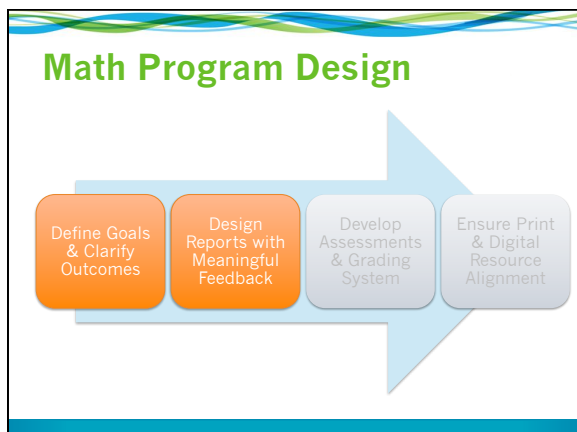 Math Program Design
Define Goals
& Clarify
Outcomes
Design
Reports with
Meaningful
Feedback
Develop
Assessments
& Grading
System
Ensure Print
& Digital
Resource
Alignment